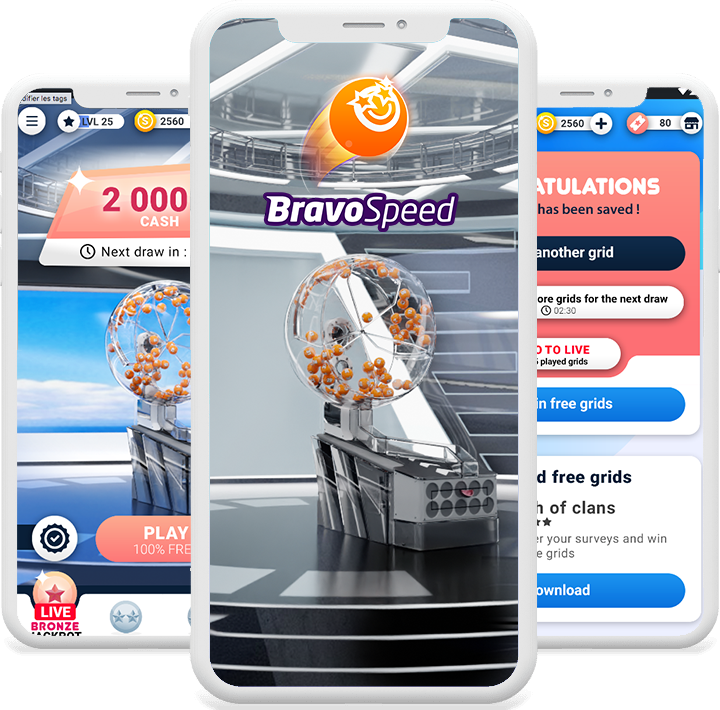 difier les tags
LVL 25
2560
2 000
CASH
Next draw in :
PLAY
100% FRE
LIVE
BRONZE
JACKPOT
BravoSpeed
2560
80
ATULATIONS
has been saved !
another grid
ore grids for the next draw
02:30
O TO LIVE
played grids
in free grids
d free grids
h of clans
er your surveys and win
e grids
ownload